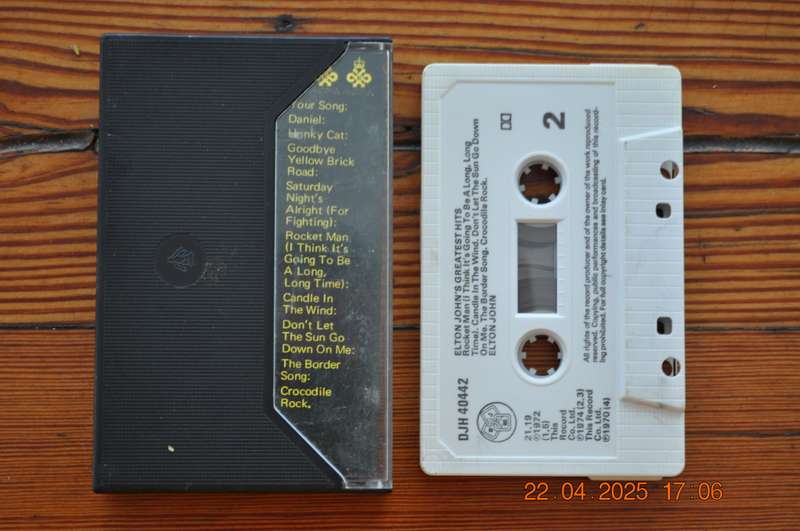 Your Song:
Daniel:
Honky Cat:
Goodbye
Yellow Brick
Road:
Saturday
Night's
Alright (For
Fighting):
Rocket Man
(I Think It's
Going To Be
A Long,
Long Time):
Candle In
The Wind:
Don't Let
The Sun Go
Down On Me:
The Border
Song:
Crocodile
Rock.
2
ELTON JOHN'S GREATEST HITS
Rocket Man (I Think It's Going To Be A Long, Long
Time), Candle In The Wind, Don't Let The Sun Go Down
On Me, The Border Song, Crocodile Rock.
ELTON JOHN
All rights of the record producer and of the owner of the work reproduced
reserved. Copying, public performances and broadcasting of this record-
ing prohibited. For full copyright details see inlay card.
DJH 40442
21,19
℗1972
(1,5)
This
Record
Co. Ltd.
℗1974 (2,3)
This Record
Co. Ltd.
℗1970 (4)
22.04.2025 17:06